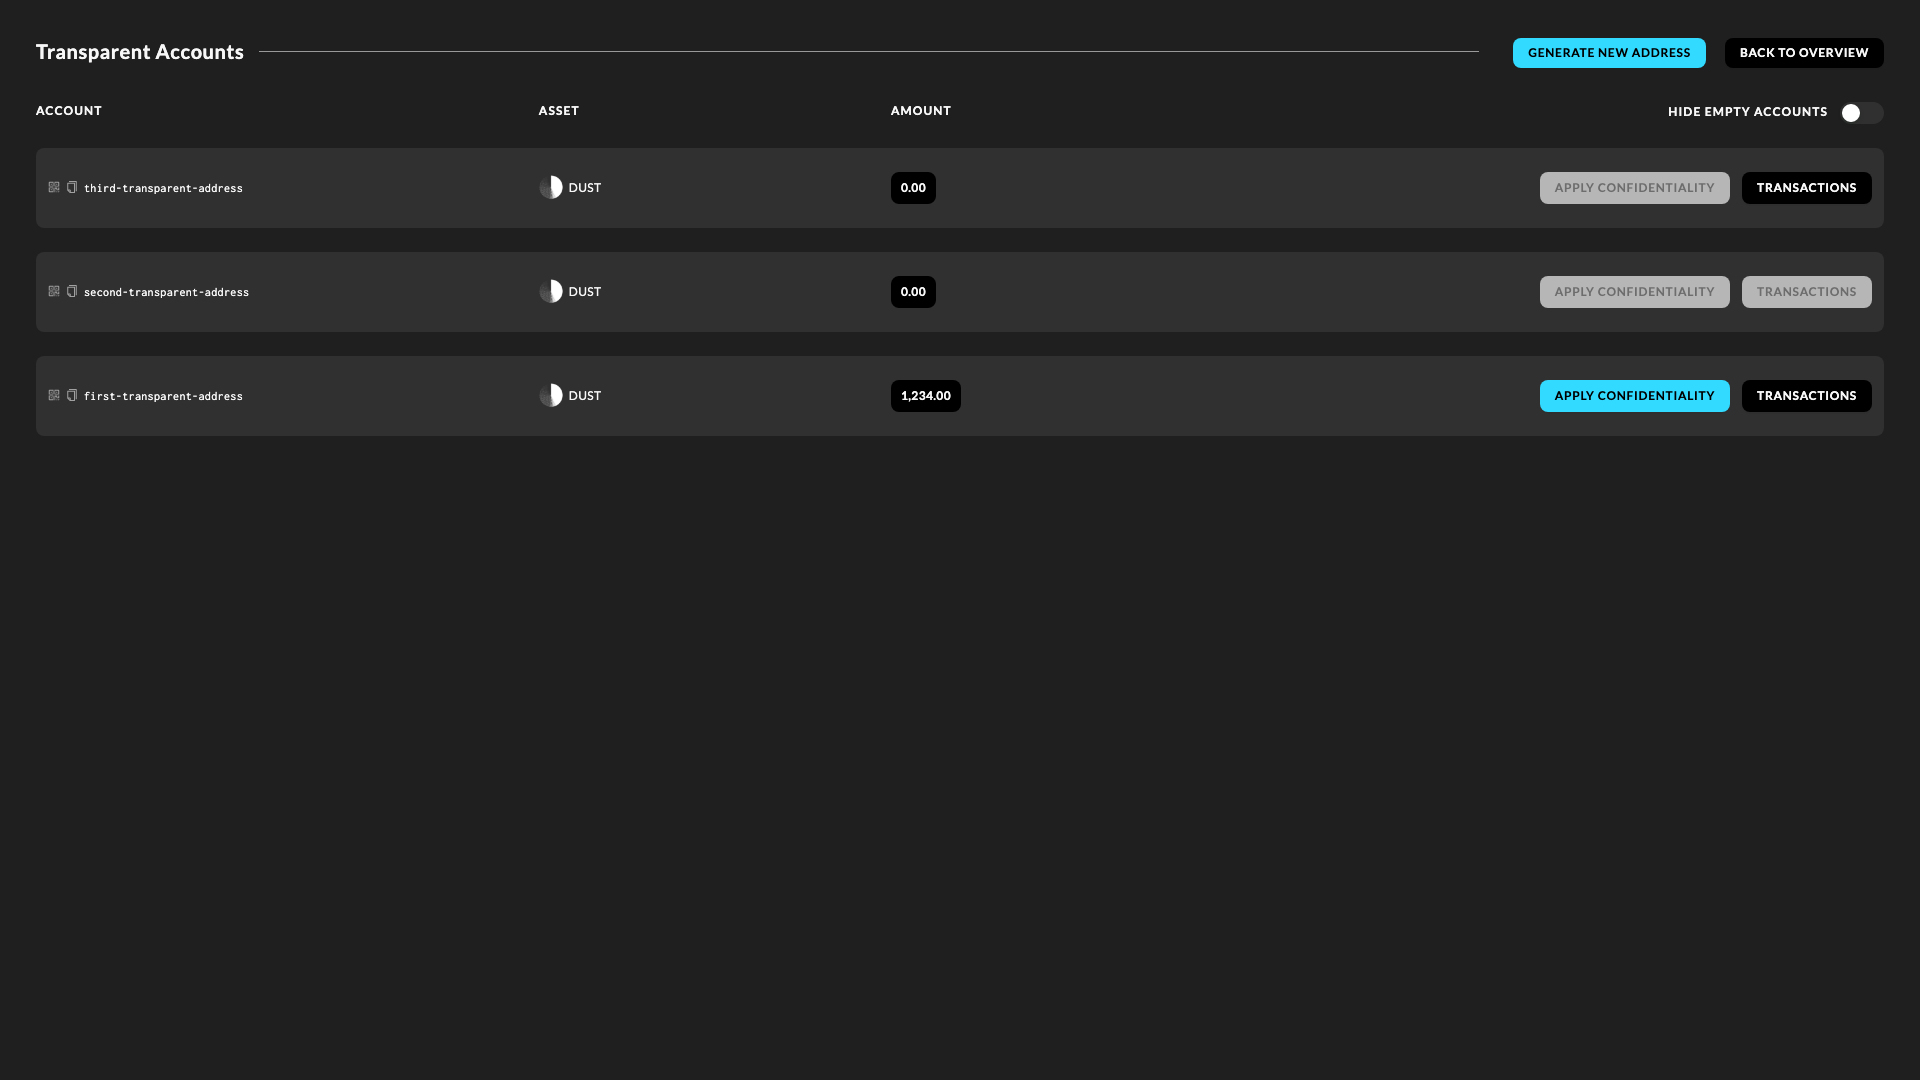 Transparent Accounts GENERATE NEW ADDRESS BACK TO OVERVIEW
ACCOUNT ASSET AMOUNT HIDE EMPTY ACCOUNTS
third-transparent-address DUST 0.00 APPLY CONFIDENTIALITY TRANSACTIONS
second-transparent-address DUST 0.00 APPLY CONFIDENTIALITY TRANSACTIONS
first-transparent-address DUST 1,234.00 APPLY CONFIDENTIALITY TRANSACTIONS